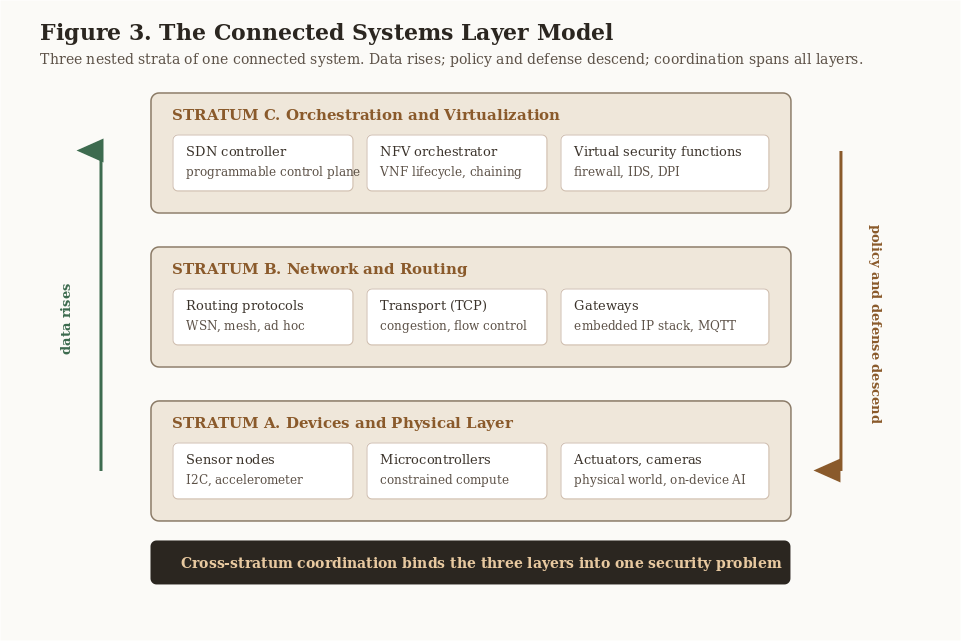 Figure 3. The Connected Systems Layer Model
Three nested strata of one connected system. Data rises; policy and defense descend; coordination spans all layers.
STRATUM C. Orchestration and Virtualization
SDN controller
programmable control plane
NFV orchestrator
VNF lifecycle, chaining
Virtual security functions
firewall, IDS, DPI
STRATUM B. Network and Routing
Routing protocols
WSN, mesh, ad hoc
Transport (TCP)
congestion, flow control
Gateways
embedded IP stack, MQTT
STRATUM A. Devices and Physical Layer
Sensor nodes
I2C, accelerometer
Microcontrollers
constrained compute
Actuators, cameras
physical world, on-device AI
data rises
policy and defense descend
Cross-stratum coordination binds the three layers into one security problem